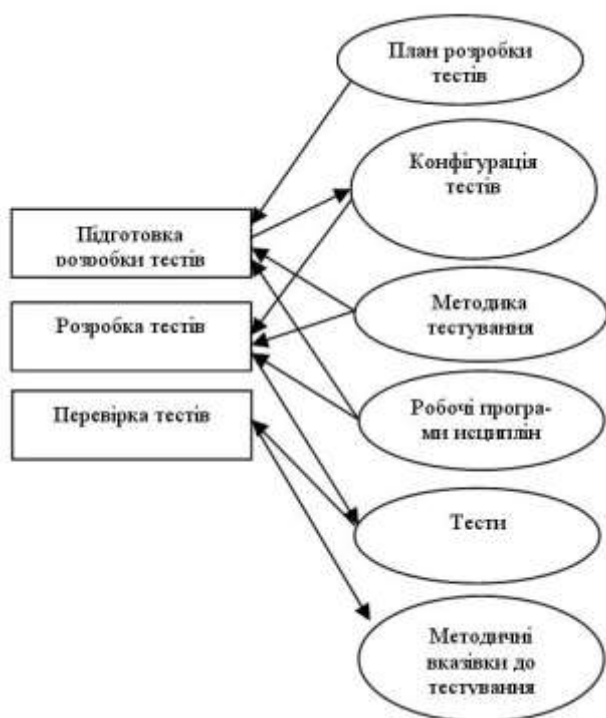 План розробки
тестів
Конфігурація
тестів
Підготовка
розробки тестів
Методика
тестування
Розробка тестів
Робочі програ-
ми исциплін
Перевірка тестів
Тести
Методичні
вказівки до
тестування